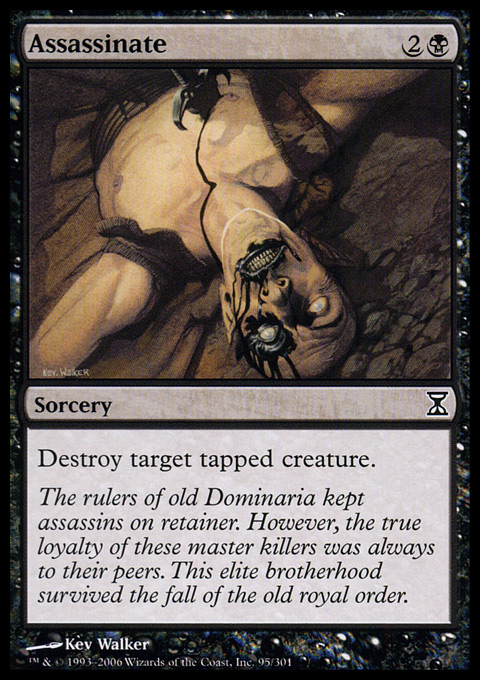 Assassinate 2
KEV. WALKER
Sorcery
Destroy target tapped creature.
The rulers of old Dominaria kept
assassins on retainer. However, the true
loyalty of these master killers was always
to their peers. This elite brotherhood
survived the fall of the old royal order.
Kev Walker
™ & © 1993–2006 Wizards of the Coast, Inc. 95/301